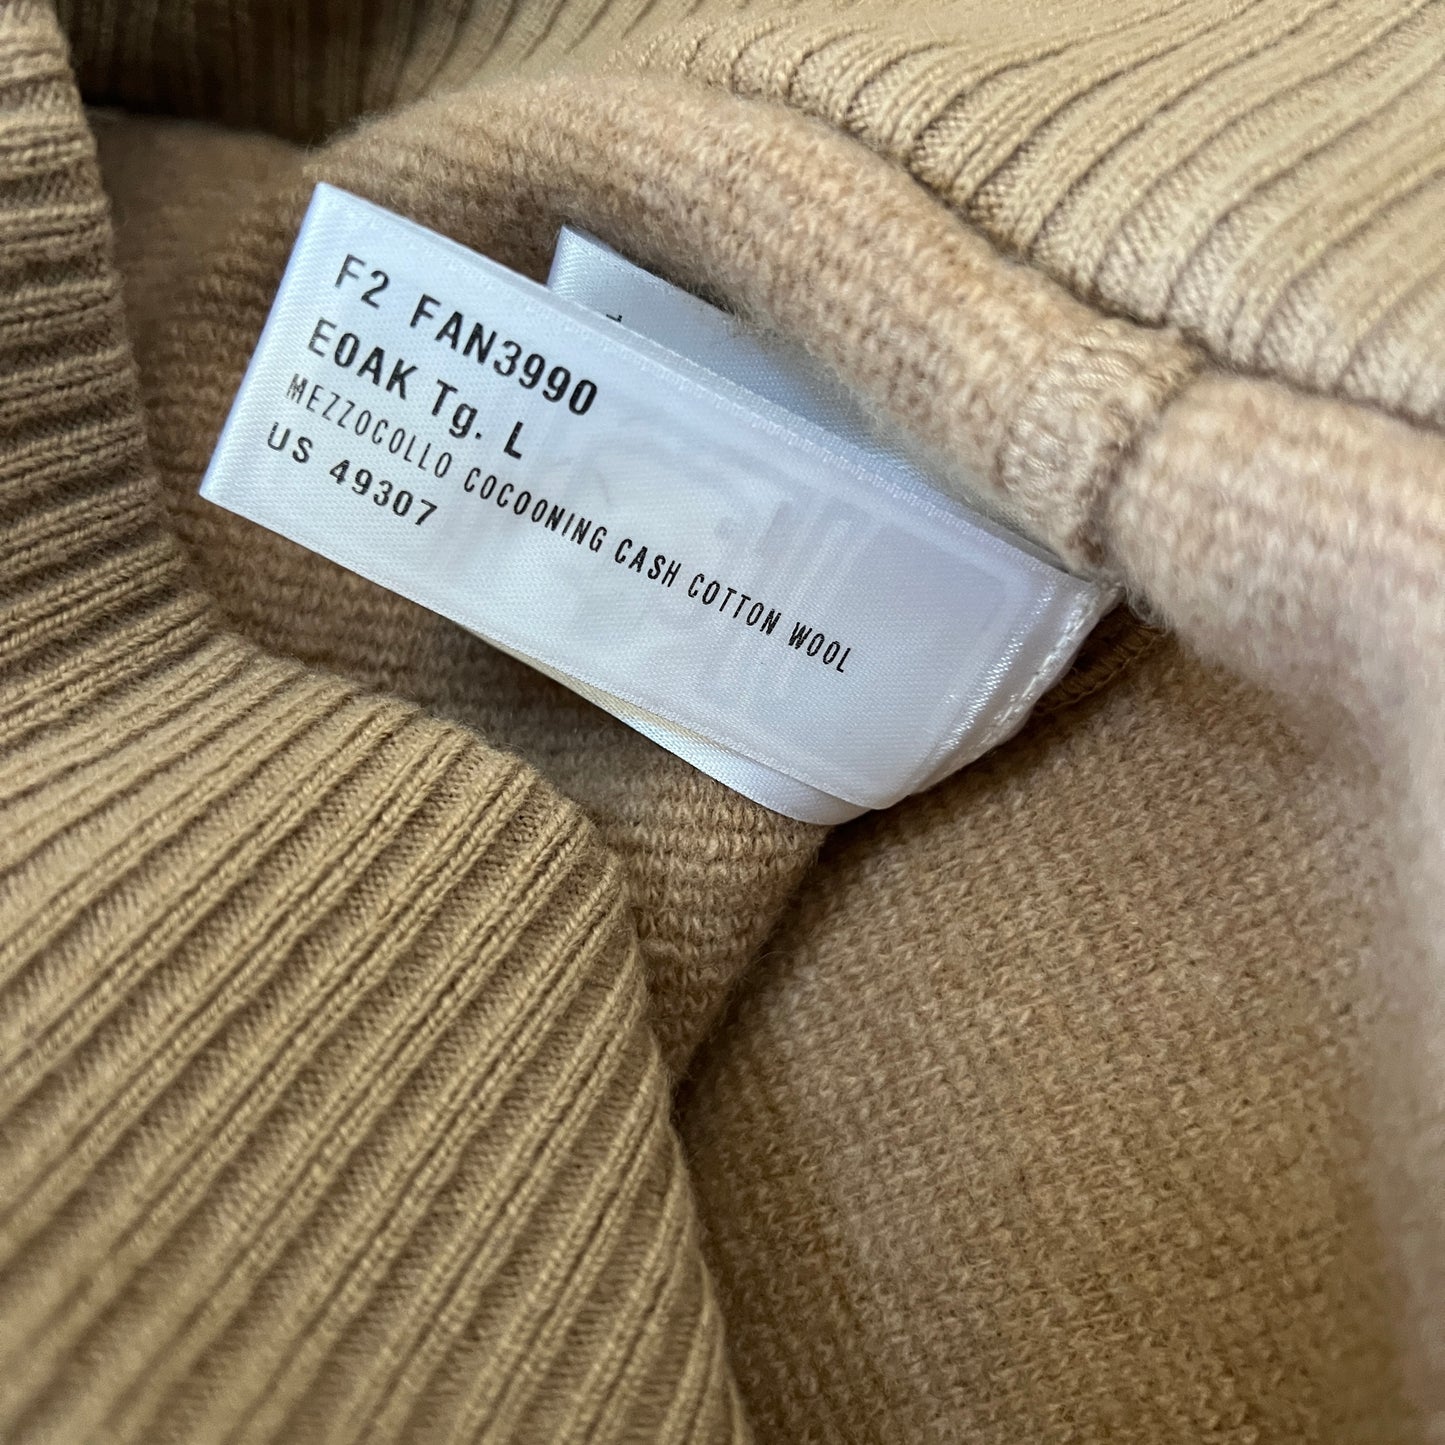 F2 FAN3990
E0AK Tg. L
MEZZOCOLLO COCOONING CASH COTTON WOOL
US 49307